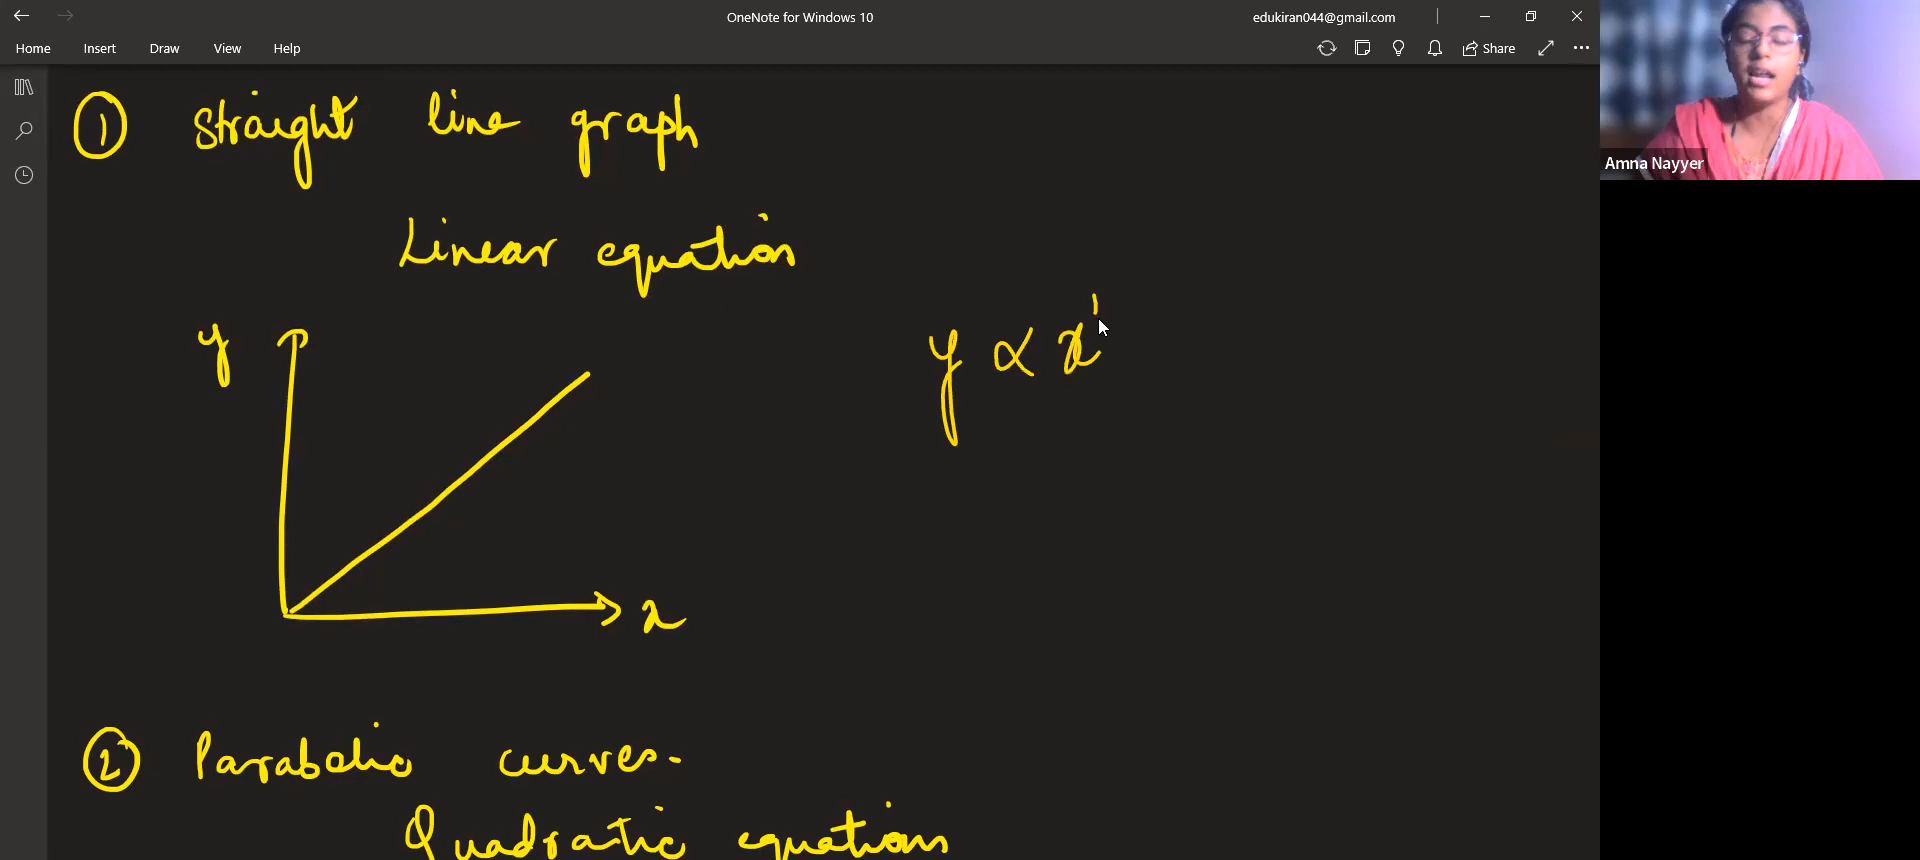 OneNote for Windows 10
edukiran044@gmail.com
Home Insert Draw View Help
Share
① straight line graph
Linear equation
y
y ∝ x¹
x
② Parabolic curves.
Quadratic equations
Amna Nayyer